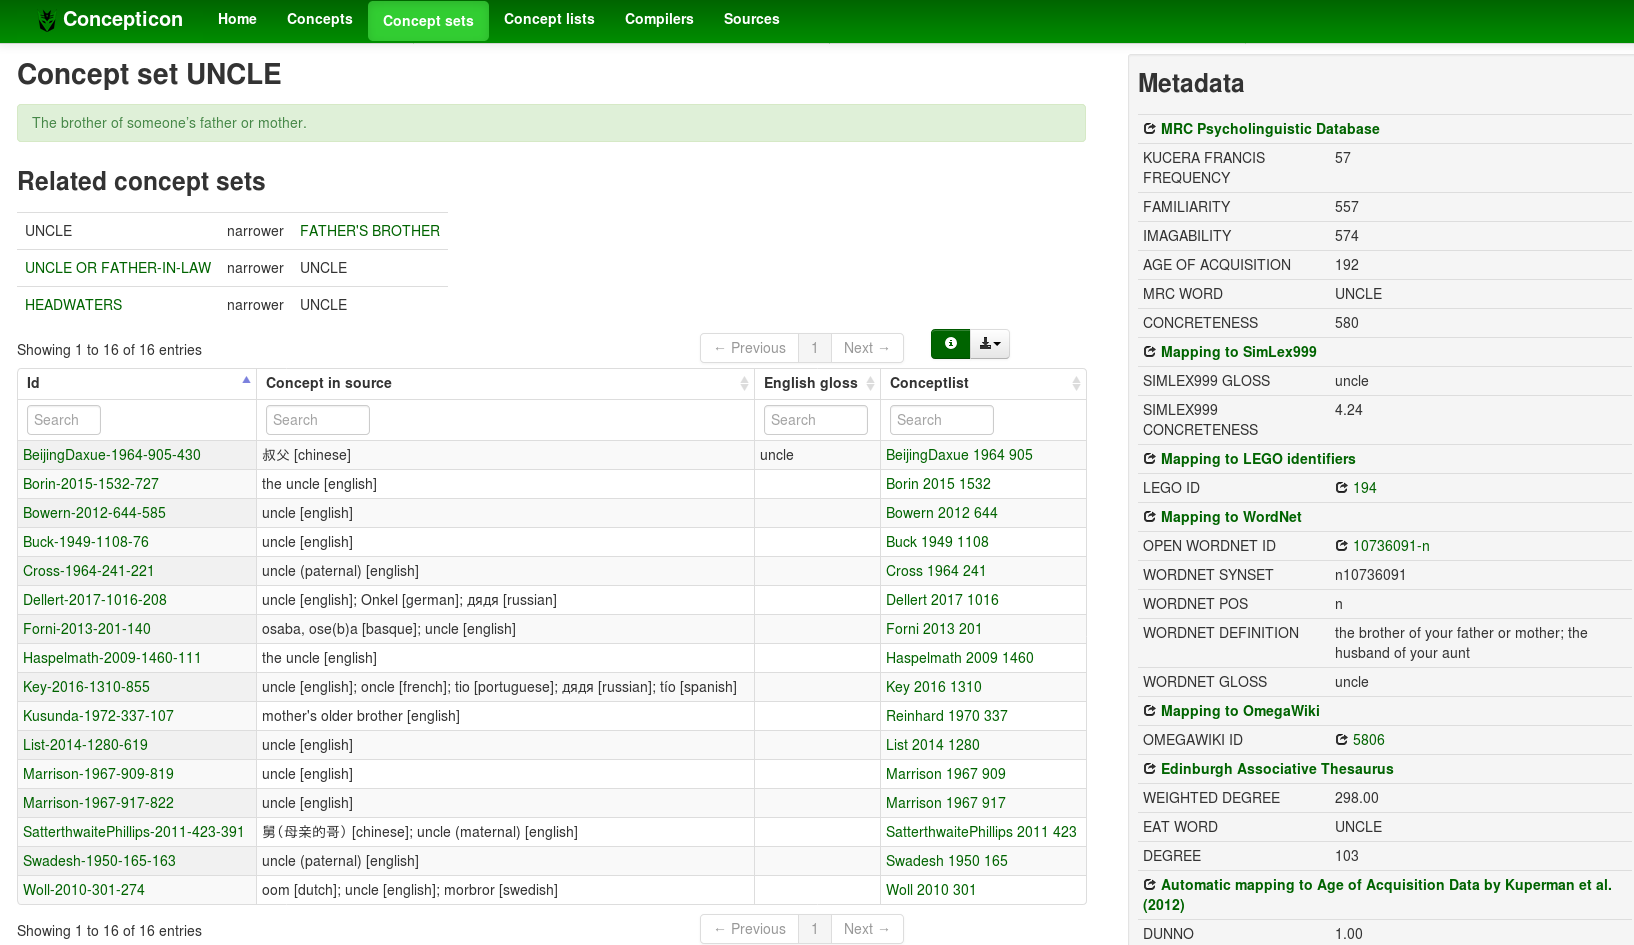 Concepticon Home Concepts Concept sets Concept lists Compilers Sources
Concept set UNCLE
The brother of someone's father or mother.
Related concept sets
UNCLE narrower FATHER'S BROTHER
UNCLE OR FATHER-IN-LAW narrower UNCLE
HEADWATERS narrower UNCLE
Showing 1 to 16 of 16 entries ← Previous 1 Next →
Id Concept in source English gloss Conceptlist
Search Search Search Search
BeijingDaxue-1964-905-430 叔父 [chinese] uncle BeijingDaxue 1964 905
Borin-2015-1532-727 the uncle [english] Borin 2015 1532
Bowern-2012-644-585 uncle [english] Bowern 2012 644
Buck-1949-1108-76 uncle [english] Buck 1949 1108
Cross-1964-241-221 uncle (paternal) [english] Cross 1964 241
Dellert-2017-1016-208 uncle [english]; Onkel [german]; дядя [russian] Dellert 2017 1016
Forni-2013-201-140 osaba, ose(b)a [basque]; uncle [english] Forni 2013 201
Haspelmath-2009-1460-111 the uncle [english] Haspelmath 2009 1460
Key-2016-1310-855 uncle [english]; oncle [french]; tio [portuguese]; дядя [russian]; tío [spanish] Key 2016 1310
Kusunda-1972-337-107 mother's older brother [english] Reinhard 1970 337
List-2014-1280-619 uncle [english] List 2014 1280
Marrison-1967-909-819 uncle [english] Marrison 1967 909
Marrison-1967-917-822 uncle [english] Marrison 1967 917
SatterthwaitePhillips-2011-423-391 舅（母亲的哥） [chinese]; uncle (maternal) [english] SatterthwaitePhillips 2011 423
Swadesh-1950-165-163 uncle (paternal) [english] Swadesh 1950 165
Woll-2010-301-274 oom [dutch]; uncle [english]; morbror [swedish] Woll 2010 301
Showing 1 to 16 of 16 entries ← Previous 1 Next →
Metadata
MRC Psycholinguistic Database
KUCERA FRANCIS 57
FREQUENCY
FAMILIARITY 557
IMAGABILITY 574
AGE OF ACQUISITION 192
MRC WORD UNCLE
CONCRETENESS 580
Mapping to SimLex999
SIMLEX999 GLOSS uncle
SIMLEX999 4.24
CONCRETENESS
Mapping to LEGO identifiers
LEGO ID 194
Mapping to WordNet
OPEN WORDNET ID 10736091-n
WORDNET SYNSET n10736091
WORDNET POS n
WORDNET DEFINITION the brother of your father or mother; the
husband of your aunt
WORDNET GLOSS uncle
Mapping to OmegaWiki
OMEGAWIKI ID 5806
Edinburgh Associative Thesaurus
WEIGHTED DEGREE 298.00
EAT WORD UNCLE
DEGREE 103
Automatic mapping to Age of Acquisition Data by Kuperman et al.
(2012)
DUNNO 1.00